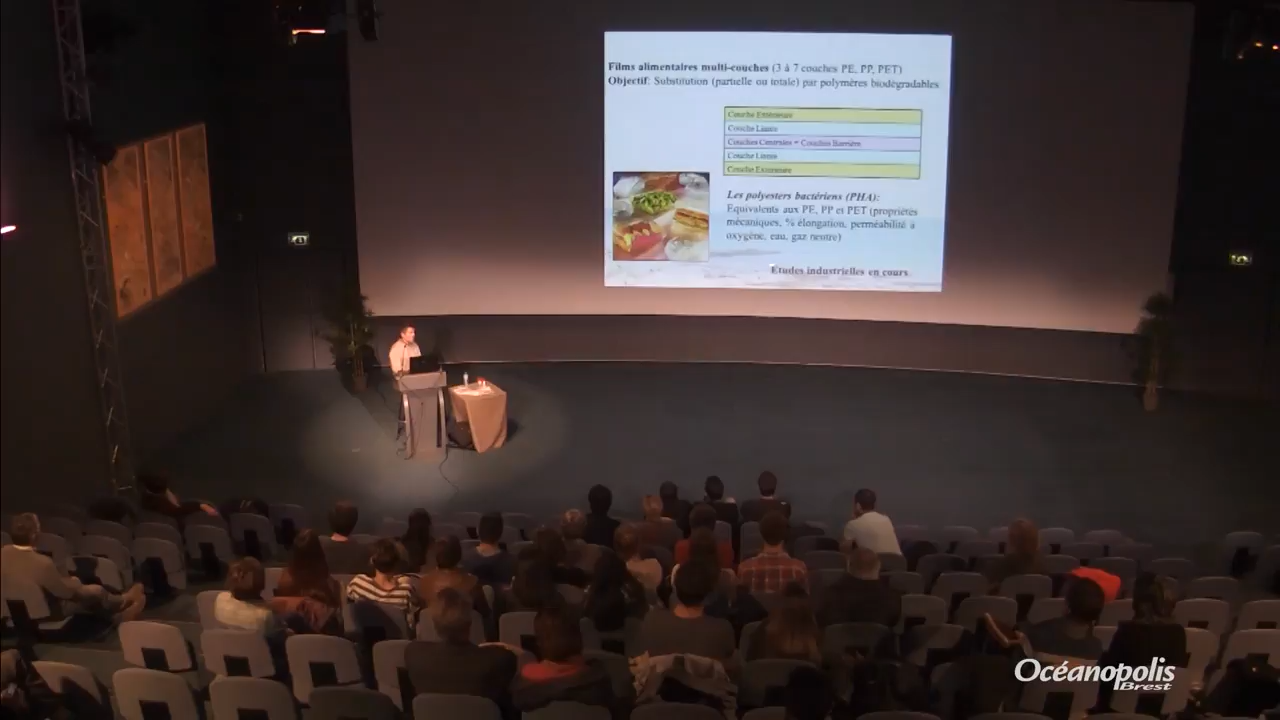 Films alimentaires multi-couches (3 à 7 couches PE, PP, PET)
Objectif: Substitution (partielle ou totale) par polymères biodégradables
Couche Extérieure
Couche Liante
Couches Centrales = Couches Barrière
Couche Liante
Couche Extérieure
Les polyesters bactériens (PHA):
Equivalents aux PE, PP et PET (propriétés
mécaniques, % élongation, perméabilité à
oxygène, eau, gaz neutre)
Etudes industrielles en cours
Océanopolis
Brest